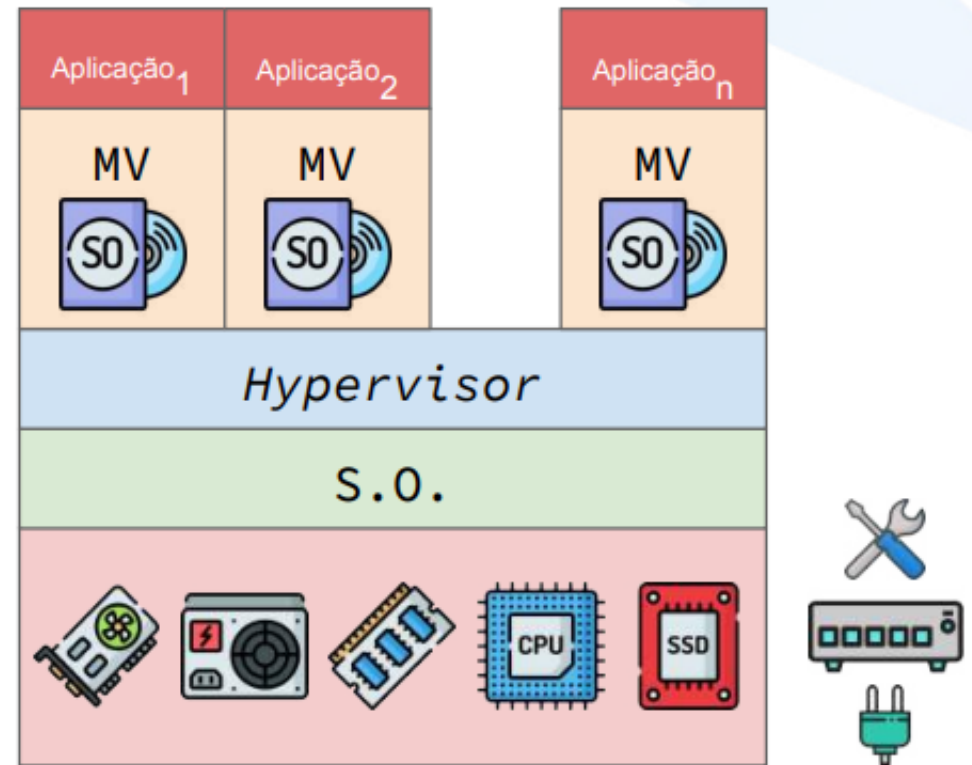 Aplicação1 Aplicação2 Aplicaçãon
MV MV MV
SO SO SO
Hypervisor
S.O.
CPU SSD